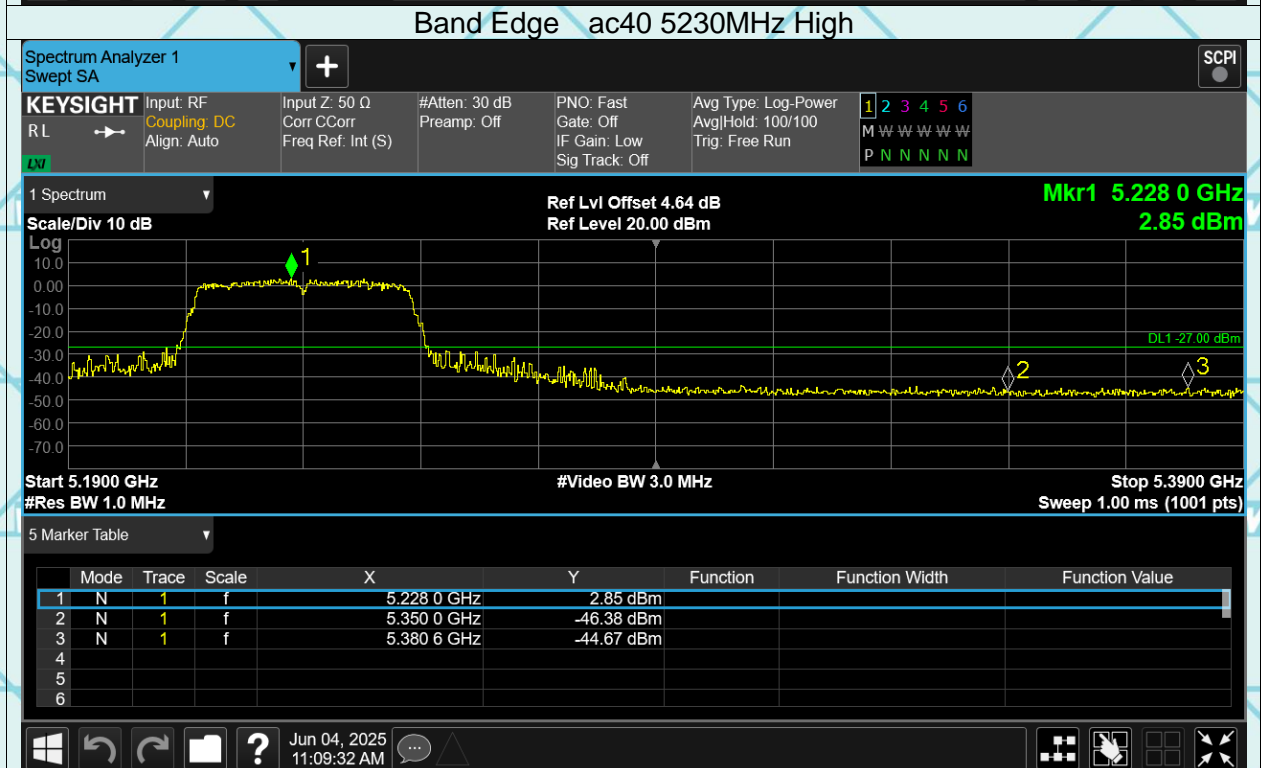 Band Edge ac40 5230MHz High
Spectrum Analyzer 1
Swept SA
+
SCPI
KEYSIGHT
R L
LXI
Input: RF
Coupling: DC
Align: Auto
Input Z: 50 Ω
Corr CCorr
Freq Ref: Int (S)
#Atten: 30 dB
Preamp: Off
PNO: Fast
Gate: Off
IF Gain: Low
Sig Track: Off
Avg Type: Log-Power
Avg|Hold: 100/100
Trig: Free Run
1 2 3 4 5 6
M W W W W W
P N N N N N
1 Spectrum
Scale/Div 10 dB
Ref Lvl Offset 4.64 dB
Ref Level 20.00 dBm
Mkr1 5.228 0 GHz
2.85 dBm
Log
10.0
0.00
-10.0
-20.0
-30.0
-40.0
-50.0
-60.0
-70.0
1
DL1 -27.00 dBm
2
3
Start 5.1900 GHz
#Video BW 3.0 MHz
Stop 5.3900 GHz
#Res BW 1.0 MHz
Sweep 1.00 ms (1001 pts)
5 Marker Table
Mode Trace Scale X Y Function Function Width Function Value
1 N 1 f 5.228 0 GHz 2.85 dBm
2 N 1 f 5.350 0 GHz -46.38 dBm
3 N 1 f 5.380 6 GHz -44.67 dBm
4
5
6
?
Jun 04, 2025
11:09:32 AM